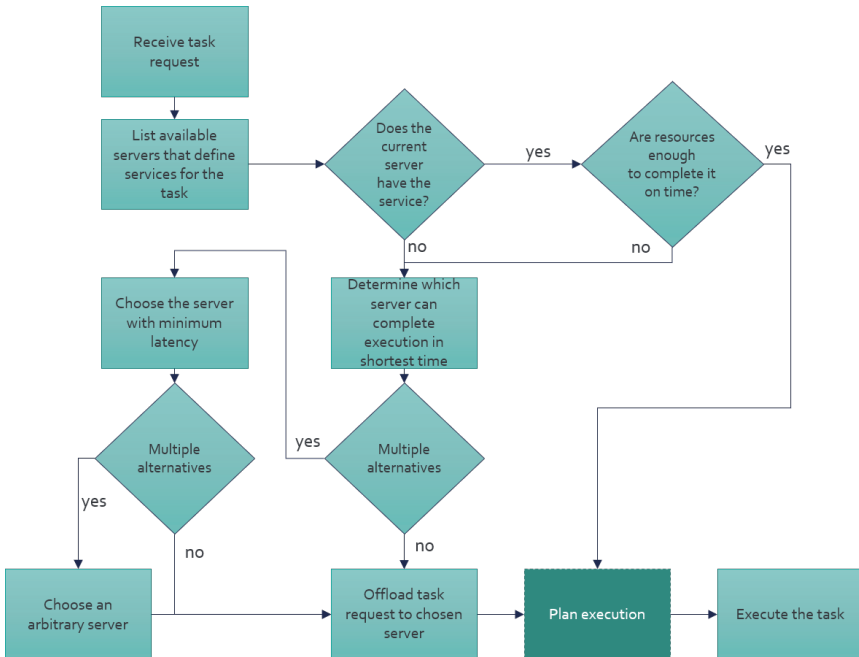 Receive task
request
List available
servers that define
services for the
task
Does the
current
server
have the
service?
yes
Are resources
enough
to complete it
on time?
yes
no
no
Choose the server
with minimum
latency
Determine which
server can
complete
execution in
shortest time
Multiple
alternatives
yes
Multiple
alternatives
yes
no
no
Choose an
arbitrary server
Offload task
request to chosen
server
Plan execution
Execute the task